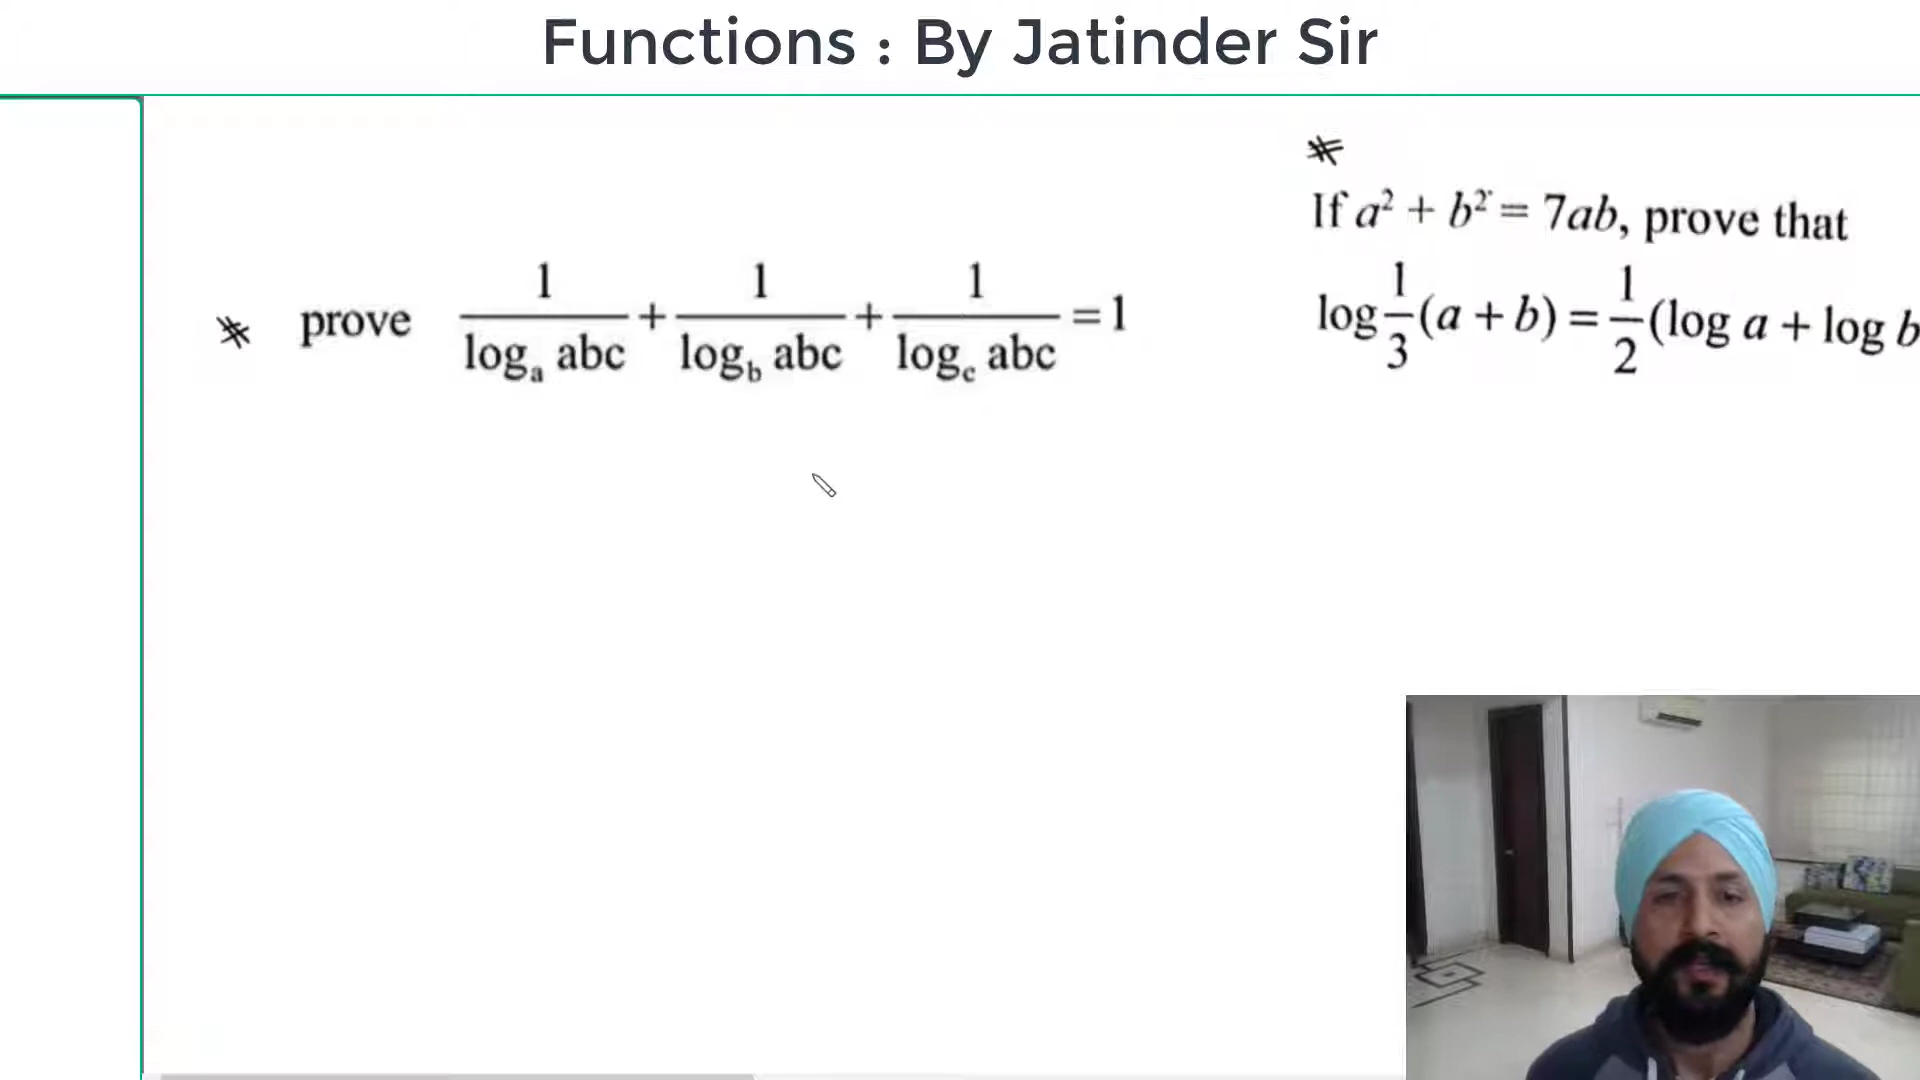 Functions : By Jatinder Sir
prove 1/logₐ abc + 1/log_b abc + 1/log_c abc = 1
If a² + b² = 7ab, prove that
log 1/3 (a + b) = 1/2 (log a + log b